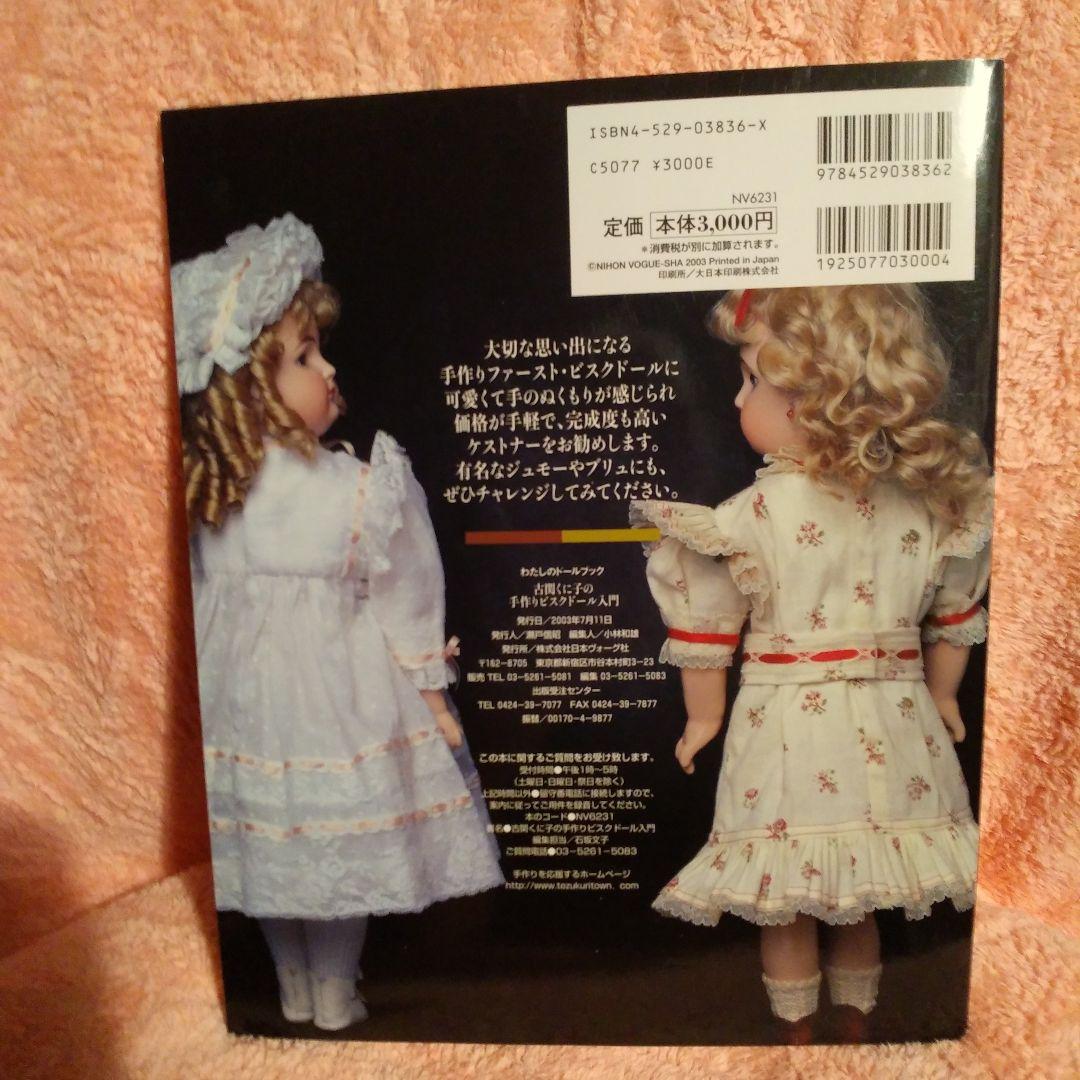 ISBN4-529-03836-X
C5077 ¥3000E
9784529038362
NV6231
定価 本体3,000円
*消費税が別に加算されます。
©NIHON VOGUE-SHA 2003 Printed in Japan
印刷所/大日本印刷株式会社
1925077030004
大切な思い出になる
手作りファースト・ビスクドールに
可愛くて手のぬくもりが感じられ
価格が手軽で、完成度も高い
ケストナーをお勧めします。
有名なジュモーやブリュにも、
ぜひチャレンジしてみてください。
わたしのドールブック
古閑くに子の
手作りビスクドール入門
発行日/2003年7月11日
発行人/瀬戸信昭 編集人/小林和雄
発行所/株式会社日本ヴォーグ社
〒162-8705 東京都新宿区市谷本村町3-23
販売 TEL 03-5261-5081 編集 03-5261-5083
出版受注センター
TEL 0424-39-7077 FAX 0424-39-7877
振替/00170-4-9877
この本に関するご質問をお受け致します。
受付時間●午後1時〜5時
(土曜日・日曜日・祭日を除く)
上記時間以外●留守番電話に接続しますので、
案内に従ってご用件を録音してください。
本のコード●NV6231
書名●古閑くに子の手作りビスクドール入門
編集担当/石坂文子
ご質問電話●03-5261-5083
手作りを応援するホームページ
http://www.tezukuritown.com